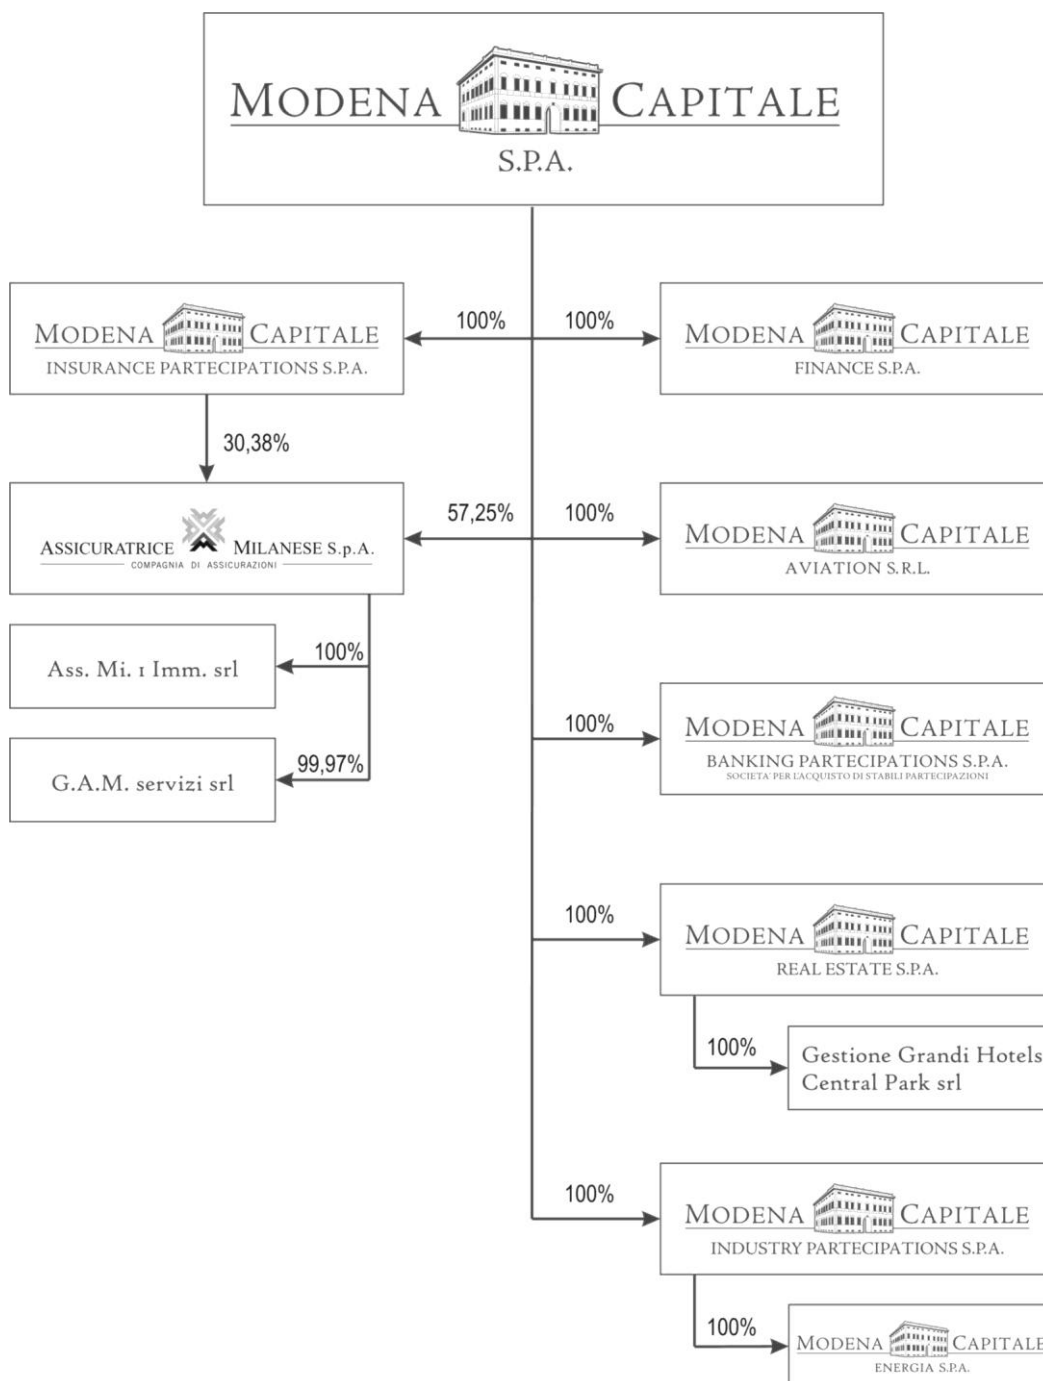 MODENA CAPITALE
S.P.A.
100%
100%
MODENA CAPITALE
INSURANCE PARTECIPATIONS S.P.A.
MODENA CAPITALE
FINANCE S.P.A.
30,38%
57,25%
100%
ASSICURATRICE MILANESE S.p.A.
COMPAGNIA DI ASSICURAZIONI
MODENA CAPITALE
AVIATION S.R.L.
Ass. Mi. 1 Imm. srl
100%
G.A.M. servizi srl
99,97%
100%
MODENA CAPITALE
BANKING PARTECIPATIONS S.P.A.
SOCIETA' PER L'ACQUISTO DI STABILI PARTECIPAZIONI
100%
MODENA CAPITALE
REAL ESTATE S.P.A.
100%
Gestione Grandi Hotels
Central Park srl
100%
MODENA CAPITALE
INDUSTRY PARTECIPATIONS S.P.A.
100%
MODENA CAPITALE
ENERGIA S.P.A.